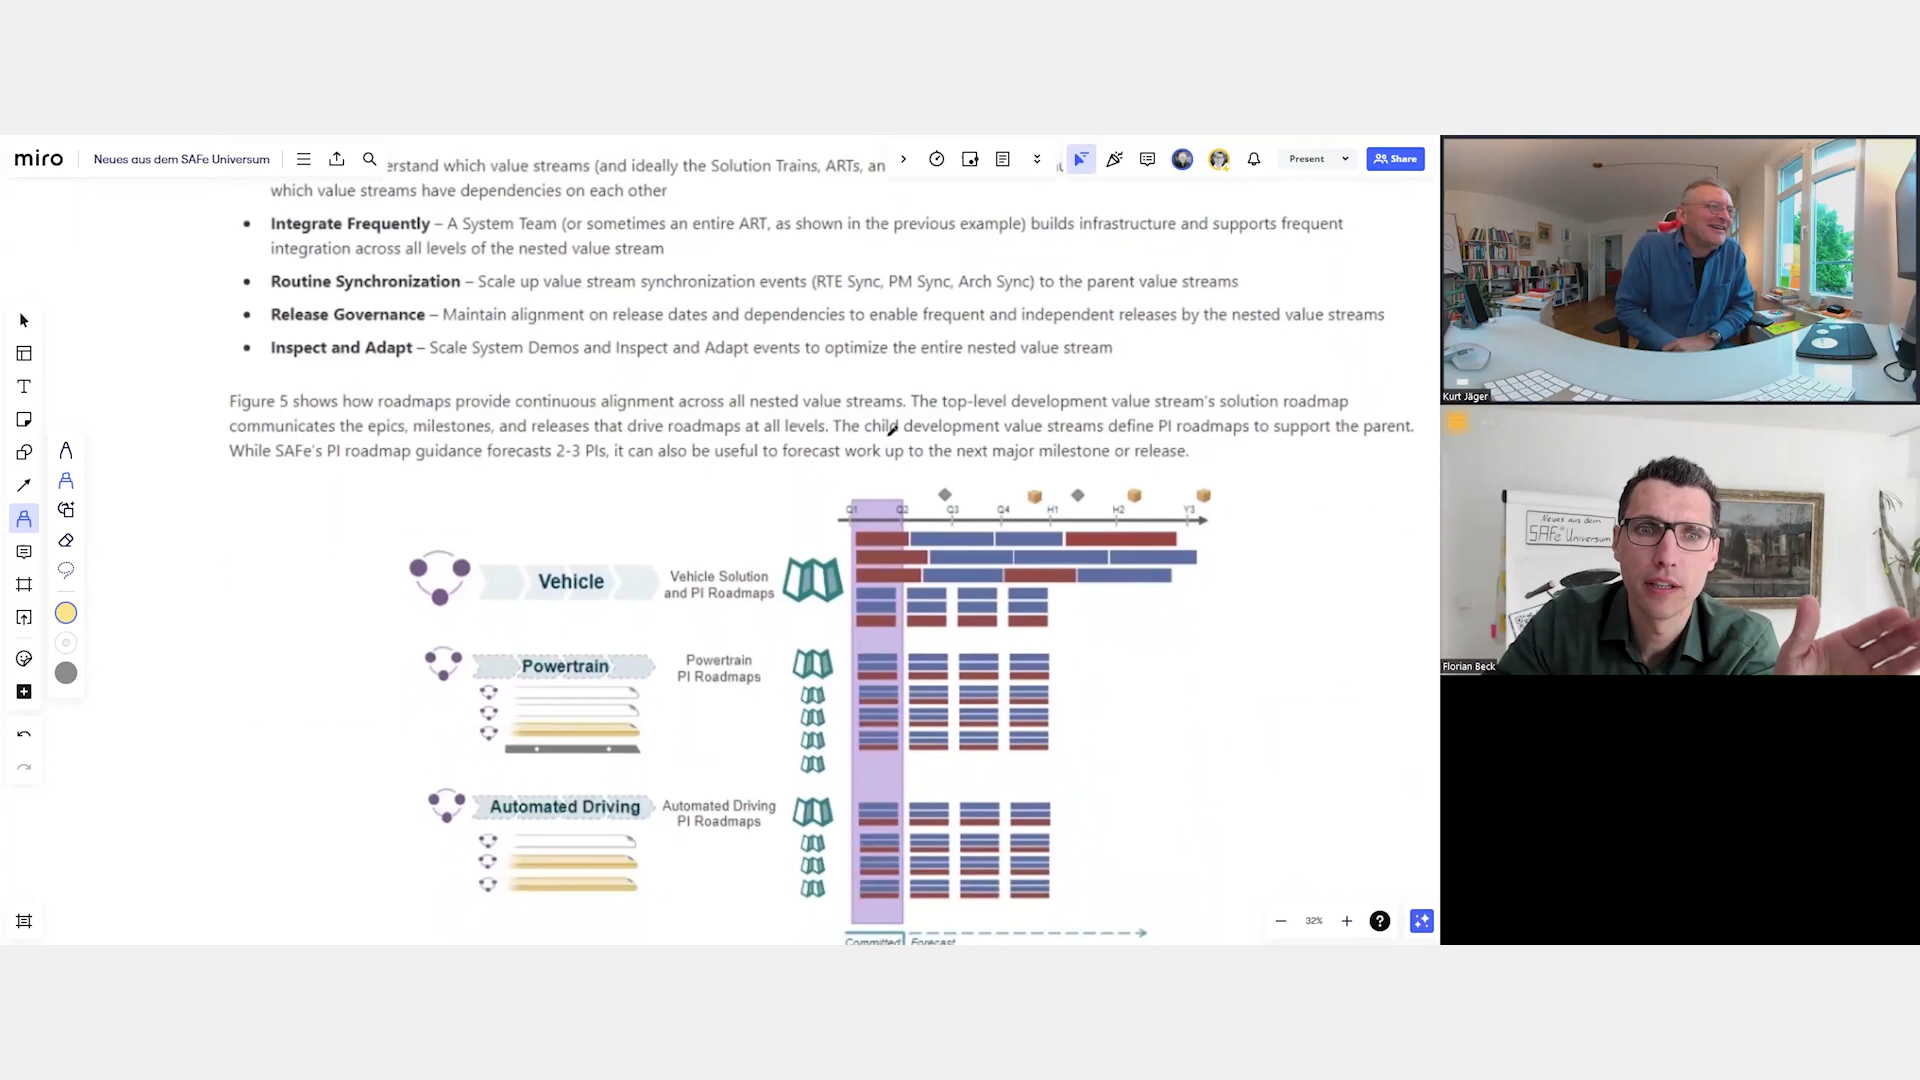 miro
Neues aus dem SAFe Universum
Present
Share
erstand which value streams (and ideally the Solution Trains, ARTs, an
which value streams have dependencies on each other
• Integrate Frequently – A System Team (or sometimes an entire ART, as shown in the previous example) builds infrastructure and supports frequent
integration across all levels of the nested value stream
• Routine Synchronization – Scale up value stream synchronization events (RTE Sync, PM Sync, Arch Sync) to the parent value streams
• Release Governance – Maintain alignment on release dates and dependencies to enable frequent and independent releases by the nested value streams
• Inspect and Adapt – Scale System Demos and Inspect and Adapt events to optimize the entire nested value stream
Figure 5 shows how roadmaps provide continuous alignment across all nested value streams. The top-level development value stream's solution roadmap
communicates the epics, milestones, and releases that drive roadmaps at all levels. The child development value streams define PI roadmaps to support the parent.
While SAFe's PI roadmap guidance forecasts 2-3 PIs, it can also be useful to forecast work up to the next major milestone or release.
Q1 Q2 Q3 Q4 H1 H2 Y3
Vehicle
Vehicle Solution
and PI Roadmaps
Powertrain
Powertrain
PI Roadmaps
Automated Driving
Automated Driving
PI Roadmaps
Committed Forecast
32%
Kurt Jäger
Neues aus dem
SAFe Universum
Florian Beck